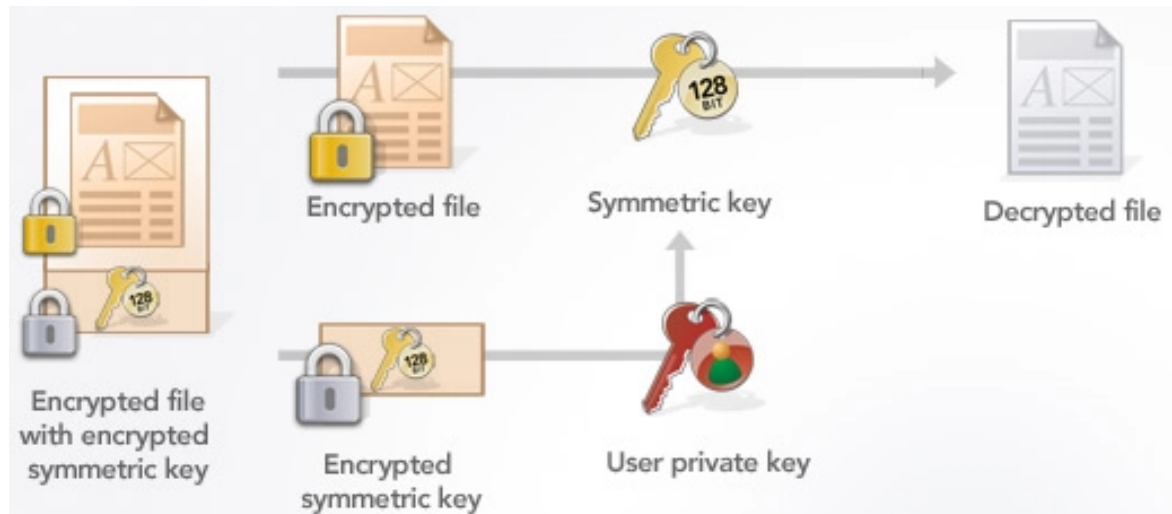 A
128
BIT
Encrypted file
Symmetric key
A
Decrypted file
A
128
Encrypted file
with encrypted
symmetric key
128
BIT
Encrypted
symmetric key
User private key